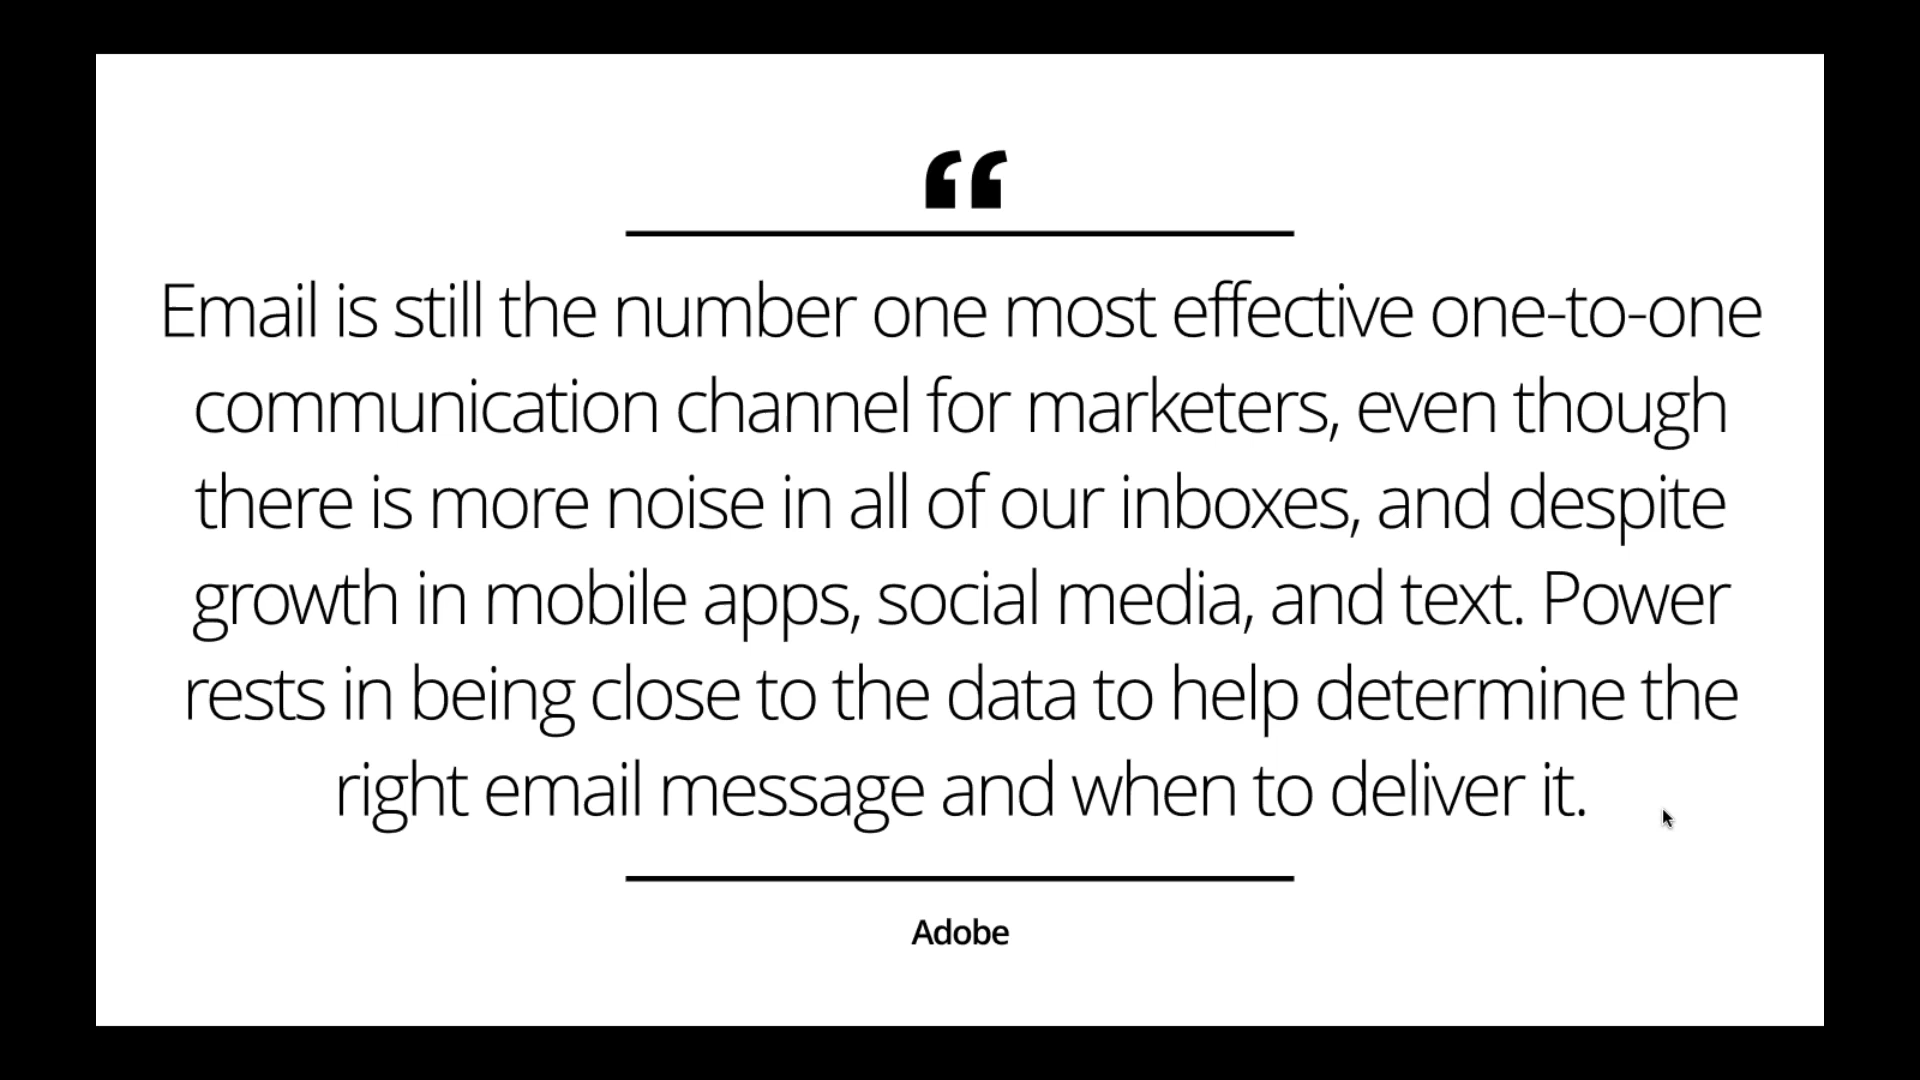 “
Email is still the number one most effective one-to-one
communication channel for marketers, even though
there is more noise in all of our inboxes, and despite
growth in mobile apps, social media, and text. Power
rests in being close to the data to help determine the
right email message and when to deliver it.
Adobe